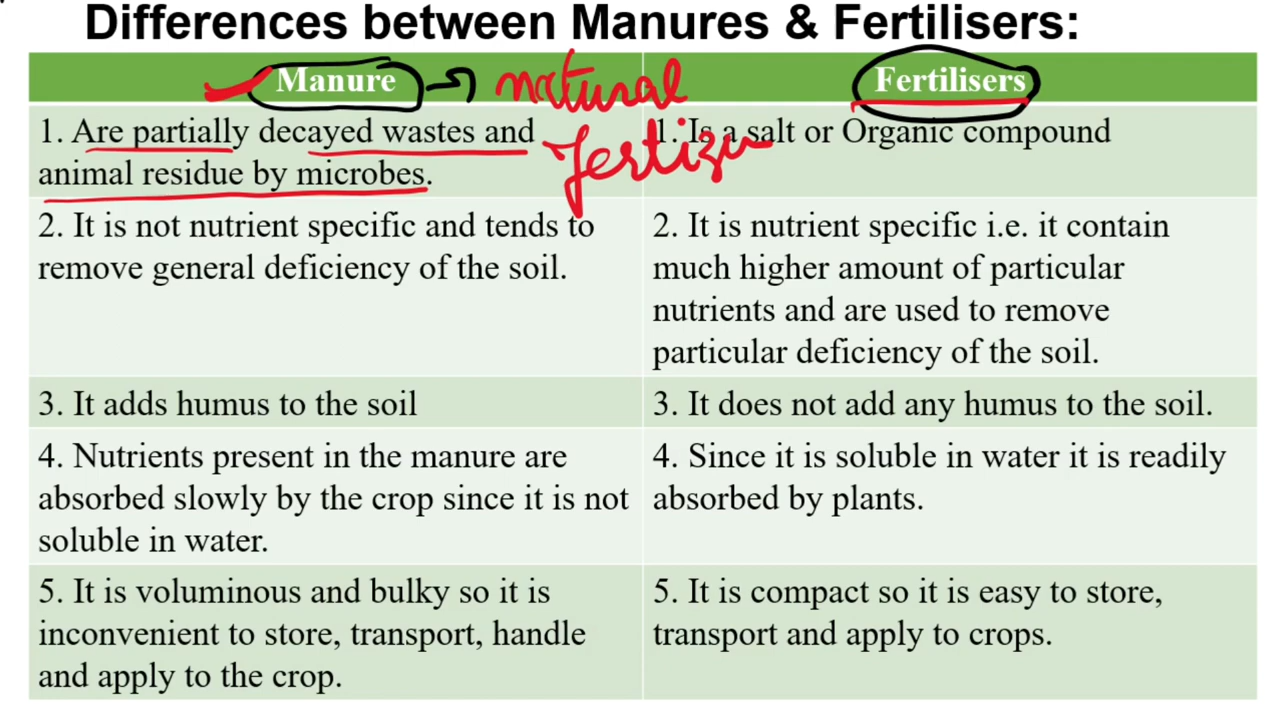 Differences between Manures & Fertilisers:
Manure
natural
fertizu
Fertilisers
1. Are partially decayed wastes and
animal residue by microbes.
1. Is a salt or Organic compound
2. It is not nutrient specific and tends to
remove general deficiency of the soil.
2. It is nutrient specific i.e. it contain
much higher amount of particular
nutrients and are used to remove
particular deficiency of the soil.
3. It adds humus to the soil
3. It does not add any humus to the soil.
4. Nutrients present in the manure are
absorbed slowly by the crop since it is not
soluble in water.
4. Since it is soluble in water it is readily
absorbed by plants.
5. It is voluminous and bulky so it is
inconvenient to store, transport, handle
and apply to the crop.
5. It is compact so it is easy to store,
transport and apply to crops.